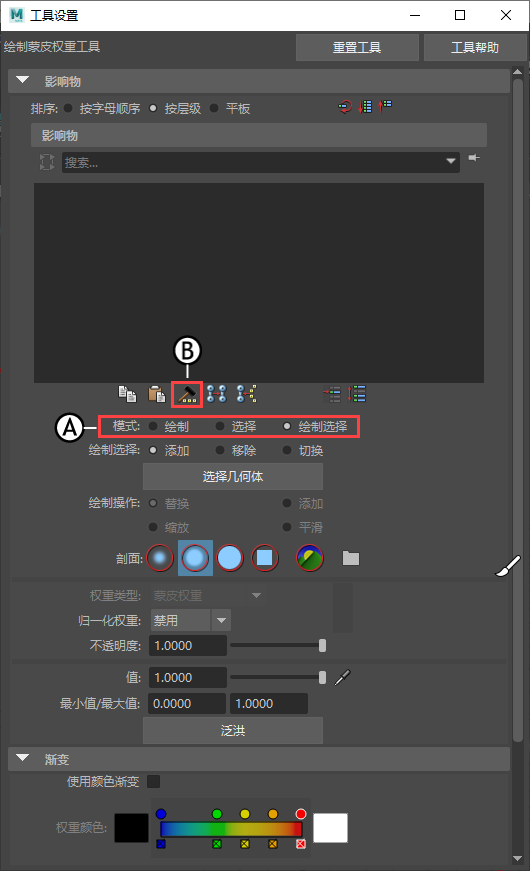 M 工具设置
绘制蒙皮权重工具 重置工具 工具帮助
影响物
排序: 按字母顺序 按层级 平板
影响物
搜索...
B
A 模式: 绘制 选择 绘制选择
绘制选择: 添加 移除 切换
选择几何体
绘制操作: 替换 添加
缩放 平滑
剖面:
权重类型: 蒙皮权重
归一化权重: 禁用
不透明度: 1.0000
值: 1.0000
最小值/最大值: 0.0000 1.0000
泛洪
渐变
使用颜色渐变
权重颜色: